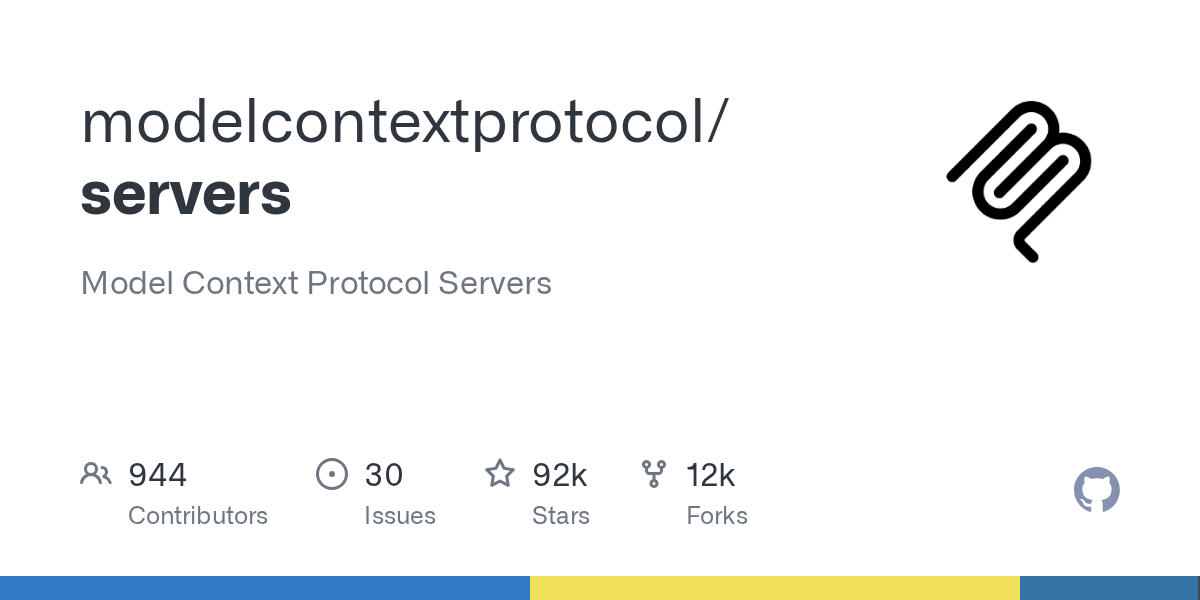 modelcontextprotocol/
servers
Model Context Protocol Servers
944 30 92k 12k
Contributors Issues Stars Forks